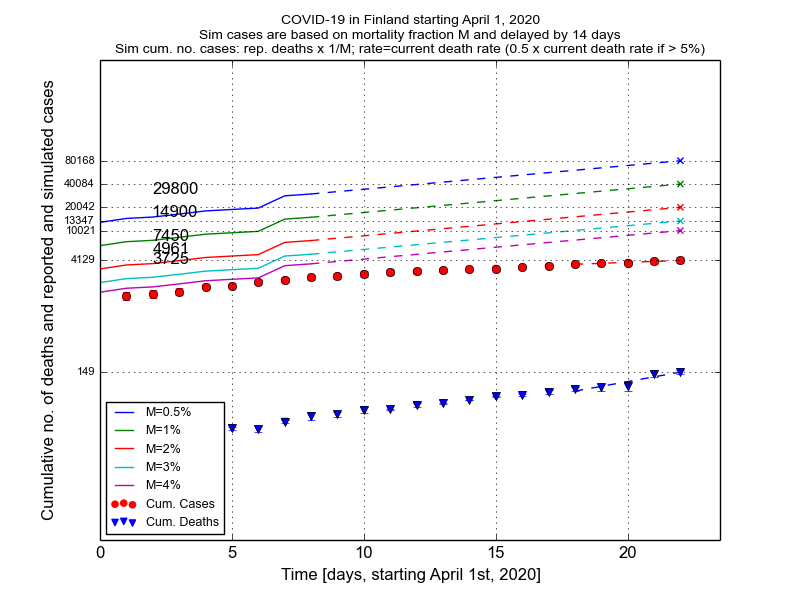 COVID-19 in Finland starting April 1, 2020
Sim cases are based on mortality fraction M and delayed by 14 days
Sim cum. no. cases: rep. deaths x 1/M; rate=current death rate (0.5 x current death rate if > 5%)
Cumulative no. of deaths and reported and simulated cases
80168
40084
20042
13347
10021
4129
149
29800
14900
7450
4961
3725
M=0.5%
M=1%
M=2%
M=3%
M=4%
Cum. Cases
Cum. Deaths
0 5 10 15 20
Time [days, starting April 1st, 2020]